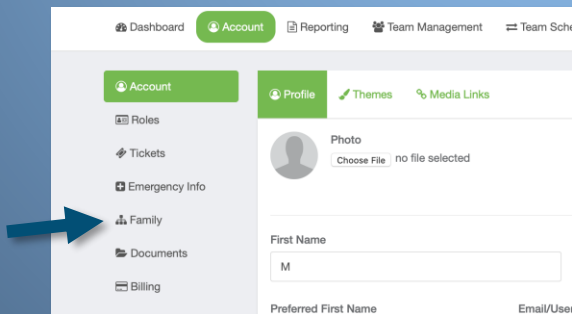 Dashboard Account Reporting Team Management Team Sche
Account
Profile Themes Media Links
Roles
Photo
Choose File no file selected
Tickets
Emergency Info
Family
First Name
Documents
M
Billing
Preferred First Name Email/User